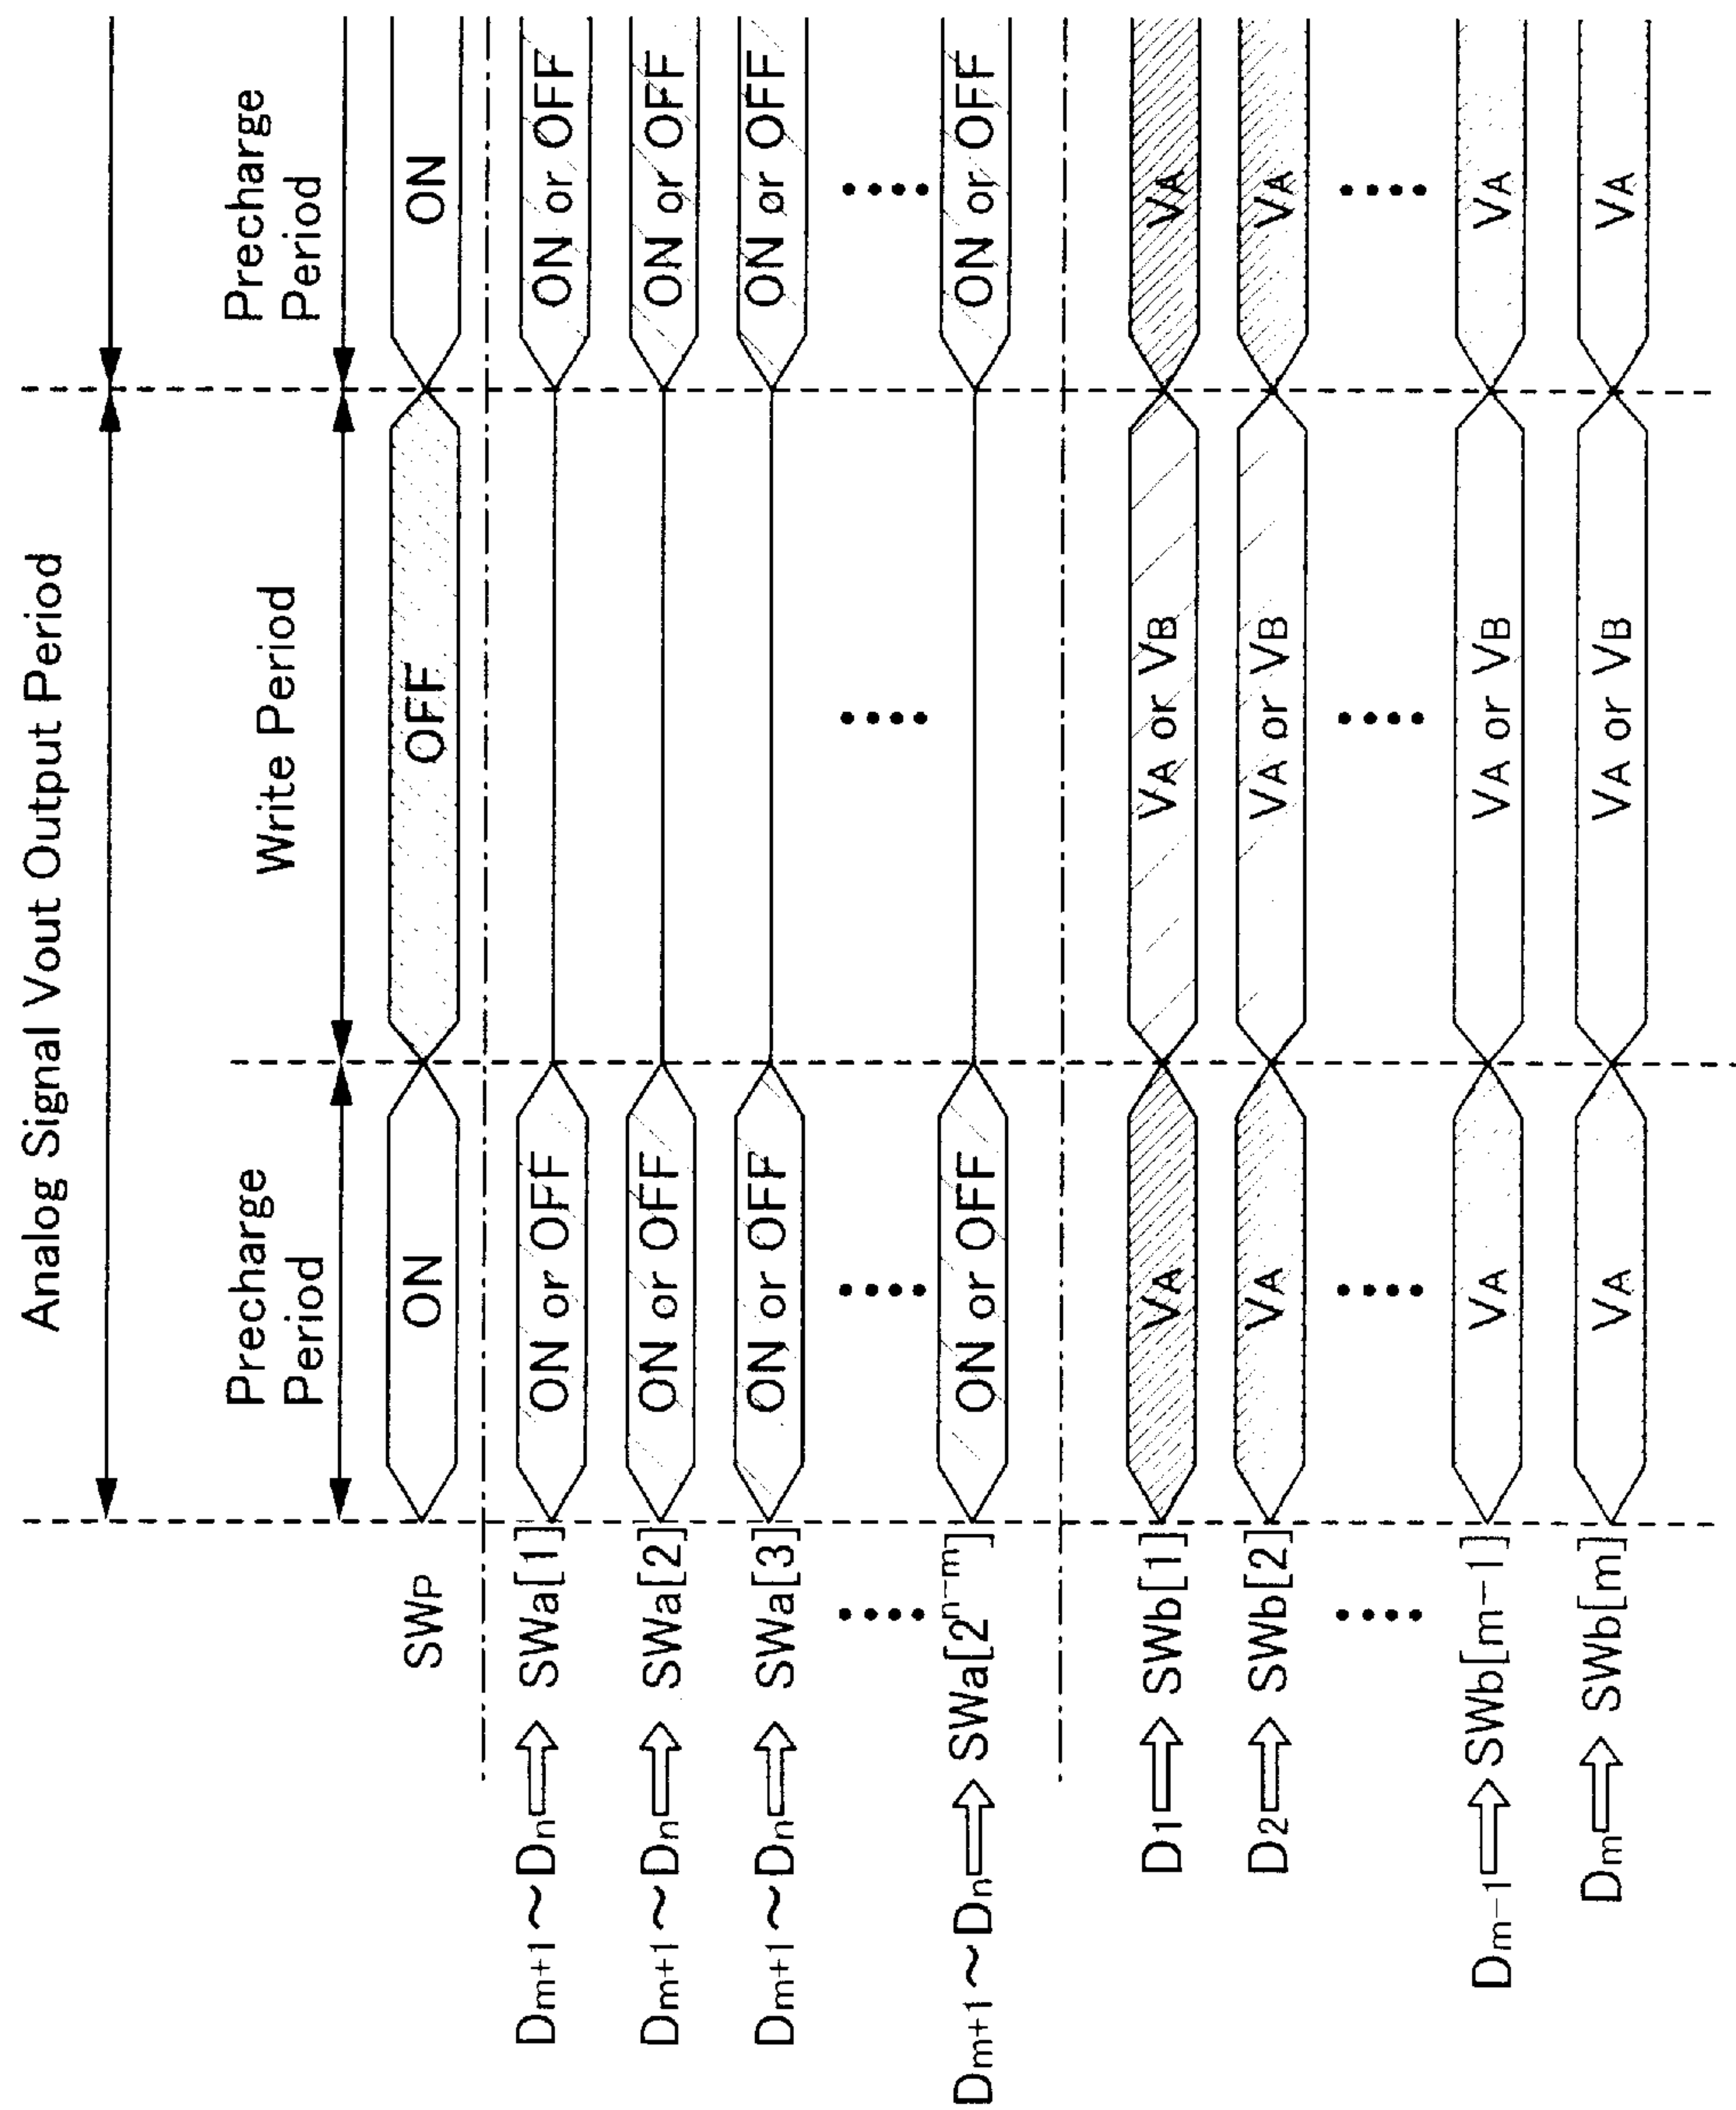 Analog Signal Vout Output Period
Precharge
Period
Write Period
Precharge
Period
SWP ON OFF ON
Dm+1~Dn⇒ SWa[1] ON or OFF ON or OFF
Dm+1~Dn⇒ SWa[2] ON or OFF ON or OFF
Dm+1~Dn⇒ SWa[3] ON or OFF ON or OFF
Dm+1~Dn⇒SWa[2^n-m] ON or OFF ON or OFF
D1⇒ SWb[1] VA VA or VB VA
D2⇒ SWb[2] VA VA or VB VA
Dm-1⇒SWb[m-1] VA VA or VB VA
Dm⇒ SWb[m] VA VA or VB VA